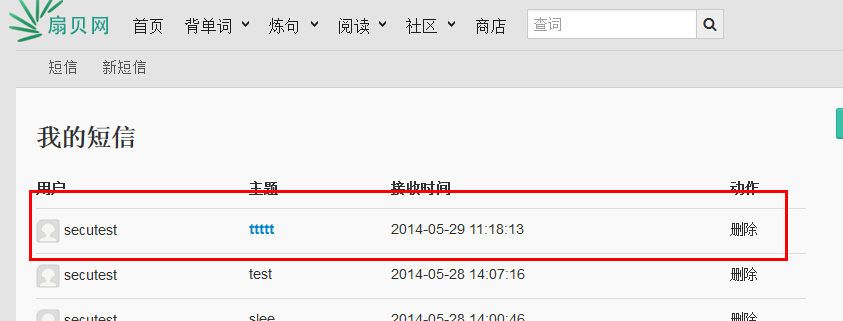 扇贝网 首页 背单词 炼句 阅读 社区 商店 查词
短信 新短信
我的短信
用户 主题 接收时间 动作
secutest ttttt 2014-05-29 11:18:13 删除
secutest test 2014-05-28 14:07:16 删除
secutest slee 2014-05-28 14:00:46 删除